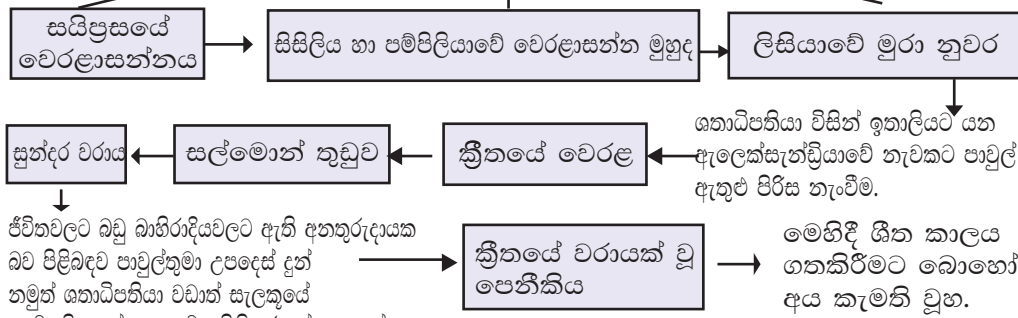 සයිප්‍රසයේ
වෙරළාසන්නය
සිසිලිය හා පම්පිලියාවේ වෙරළාසන්න මුහුද
ලිසියාවේ මුරා නුවර
ශතාධිපතියා විසින් ඉතාලියට යන
ඇලෙක්සැන්ඩ්‍රියාවේ නැවකට පාවුල්
ඇතුළු පිරිස නැංවීම.
ක්‍රීතයේ වෙරළ
සල්මොන් තුඩුව
සුන්දර වරාය
ජීවිතවලට බඩු බාහිරාදියවලට ඇති අනතුරුදායක
බව පිළිබඳව පාවුල්තුමා උපදෙස් දුන්
නමුත් ශතාධිපතියා වඩාත් සැලකූයේ
ක්‍රීතයේ වරායක් වූ
පෙනීකිය
මෙහිදී ශීත කාලය
ගතකිරීමට බොහෝ
අය කැමති වූහ.